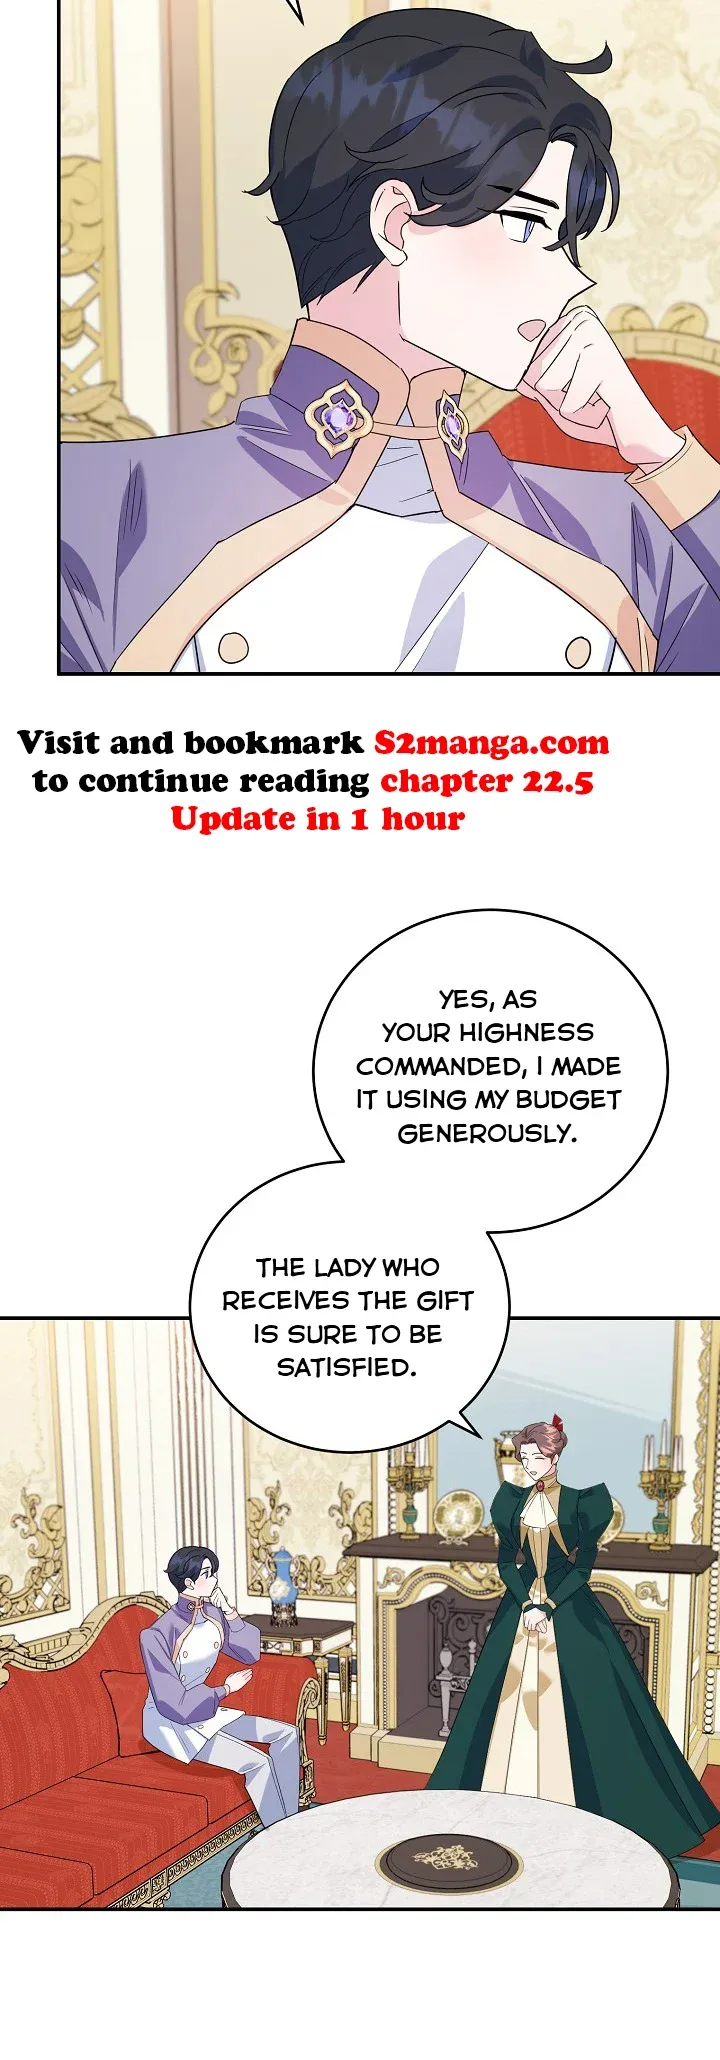 Visit and bookmark S2manga.com
to continue reading chapter 22.5
Update in 1 hour
YES, AS
YOUR HIGHNESS
COMMANDED, I MADE
IT USING MY BUDGET
GENEROUSLY.
THE LADY WHO
RECEIVES THE GIFT
IS SURE TO BE
SATISFIED.